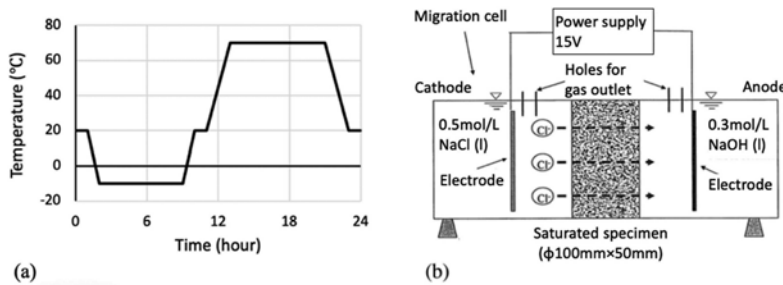 80
60
40
20
0
-20
Temperature (°C)
0 6 12 18 24
Time (hour)
(a)
Migration cell
Power supply
15V
Cathode
Holes for
gas outlet
Anode
0.5mol/L
NaCl (l)
Cl-
Cl-
Cl-
0.3mol/L
NaOH (l)
Electrode
Electrode
Saturated specimen
(ϕ100mm×50mm)
(b)